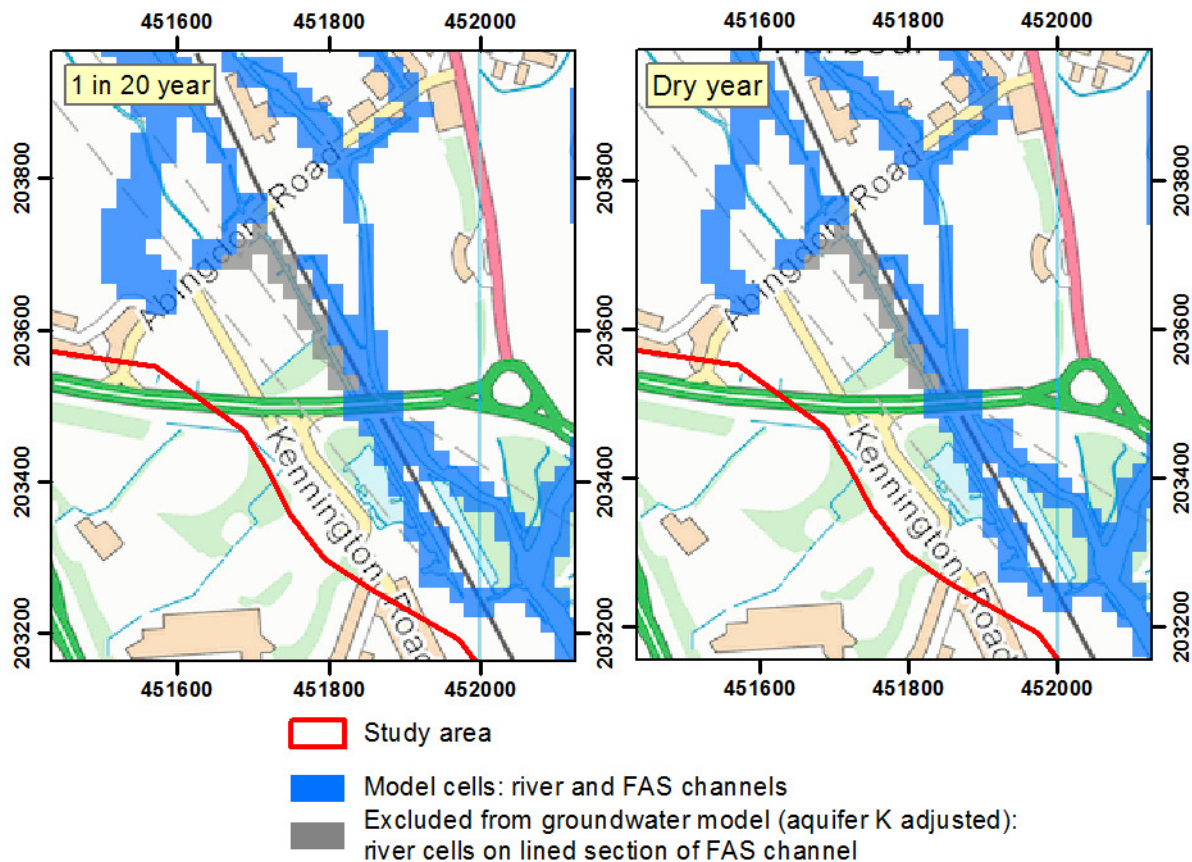 451600 451800 452000
451600 451800 452000
1 in 20 year
Dry year
203800
203600
203400
203200
203800
203600
203400
203200
Abingdon Road
Kennington Road
Abingdon Road
Kennington Road
451600 451800 452000
451600 451800 452000
Study area
Model cells: river and FAS channels
Excluded from groundwater model (aquifer K adjusted):
river cells on lined section of FAS channel